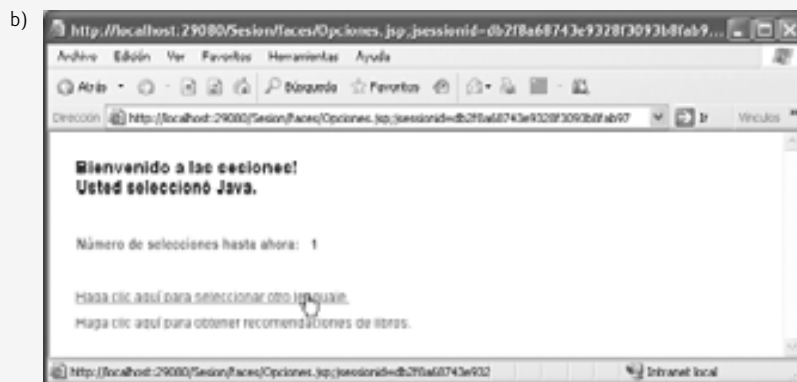 b)
http://localhost:29080/Sesion/faces/Opciones.jsp;jsessionid=db2f8a68743e9328f3093b8fab9...
Archivo Edición Ver Favoritos Herramientas Ayuda
Atrás Búsqueda Favoritos
Dirección http://localhost:29080/Sesion/faces/Opciones.jsp;jsessionid=db2f8a68743e9328f3093b8fab97 Ir Vínculos »
Bienvenido a las sesiones!
Usted seleccionó Java.
Número de selecciones hasta ahora: 1
Haga clic aquí para seleccionar otro lenguaje.
Haga clic aquí para obtener recomendaciones de libros.
http://localhost:29080/Sesion/faces/Opciones.jsp;jsessionid=db2f8a68743e932 Intranet local